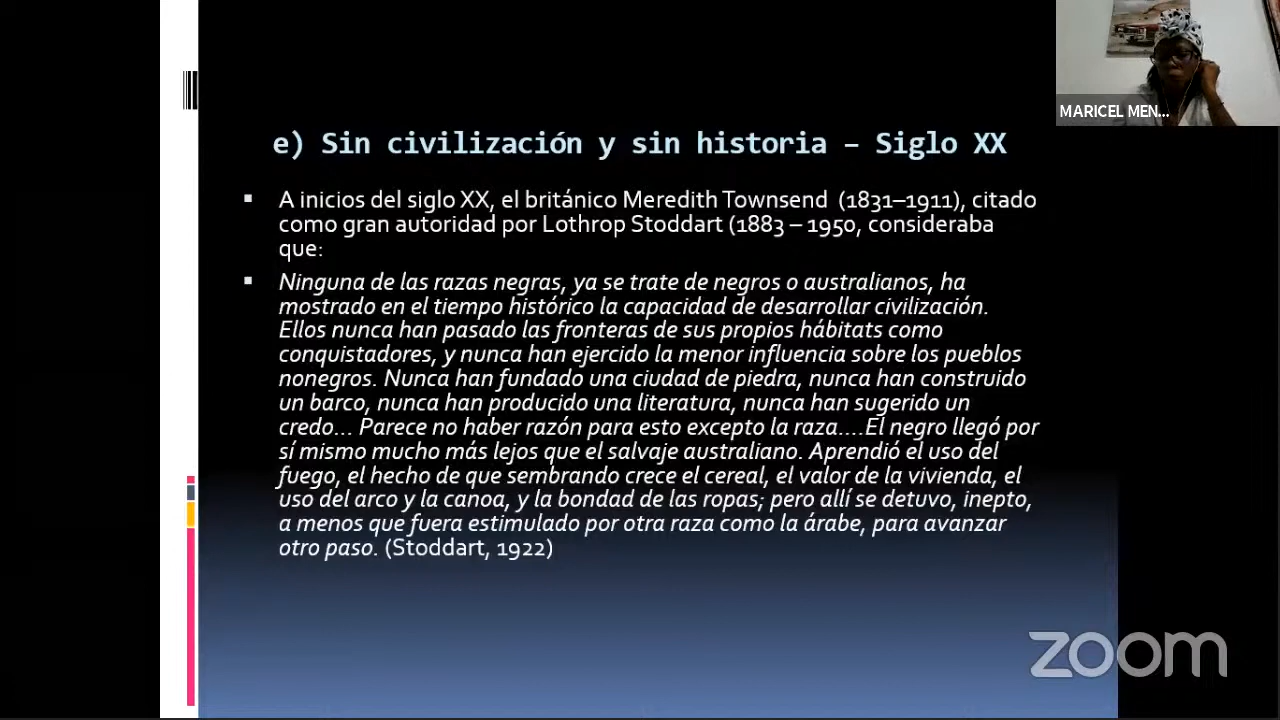 MARICEL MEN...
e) Sin civilización y sin historia – Siglo XX
A inicios del siglo XX, el británico Meredith Townsend (1831–1911), citado
como gran autoridad por Lothrop Stoddart (1883 – 1950, consideraba
que:
Ninguna de las razas negras, ya se trate de negros o australianos, ha
mostrado en el tiempo histórico la capacidad de desarrollar civilización.
Ellos nunca han pasado las fronteras de sus propios hábitats como
conquistadores, y nunca han ejercido la menor influencia sobre los pueblos
nonegros. Nunca han fundado una ciudad de piedra, nunca han construido
un barco, nunca han producido una literatura, nunca han sugerido un
credo... Parece no haber razón para esto excepto la raza....El negro llegó por
sí mismo mucho más lejos que el salvaje australiano. Aprendió el uso del
fuego, el hecho de que sembrando crece el cereal, el valor de la vivienda, el
uso del arco y la canoa, y la bondad de las ropas; pero allí se detuvo, inepto,
a menos que fuera estimulado por otra raza como la árabe, para avanzar
otro paso. (Stoddart, 1922)
zoom